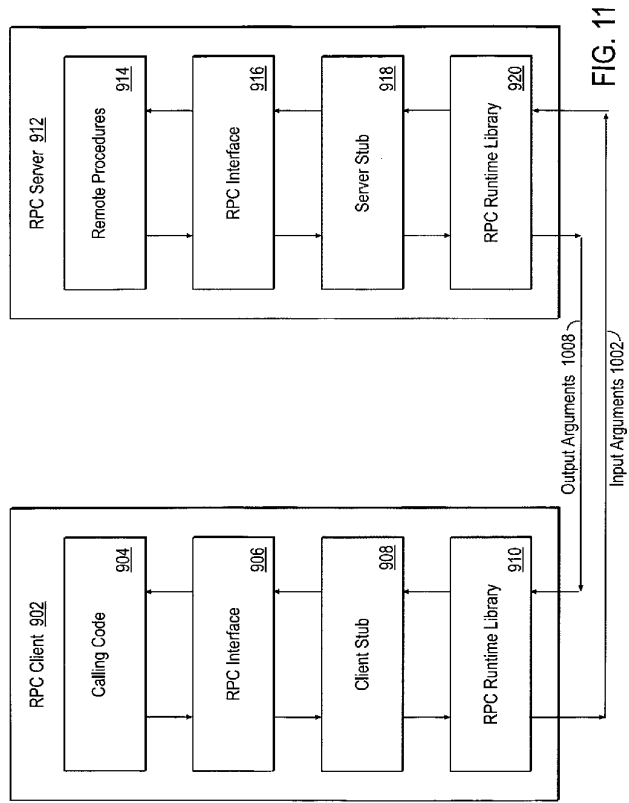 RPC Client 902
Calling Code
904
RPC Interface
906
Client Stub
908
RPC Runtime Library
910
RPC Server 912
Remote Procedures
914
RPC Interface
916
Server Stub
918
RPC Runtime Library
920
Output Arguments 1008
Input Arguments 1002
FIG. 11